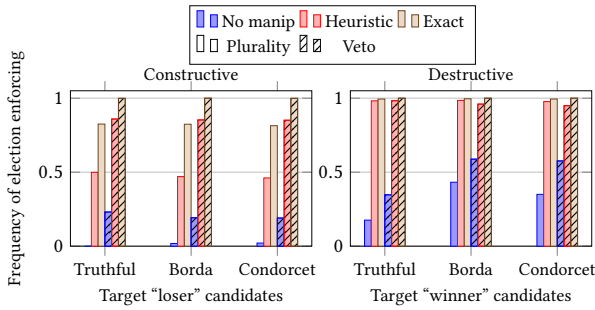 No manip Heuristic Exact
Plurality Veto
Constructive Destructive
Frequency of election enforcing
1 1
0.5 0.5
0 0
Truthful Borda Condorcet Truthful Borda Condorcet
Target “loser” candidates Target “winner” candidates